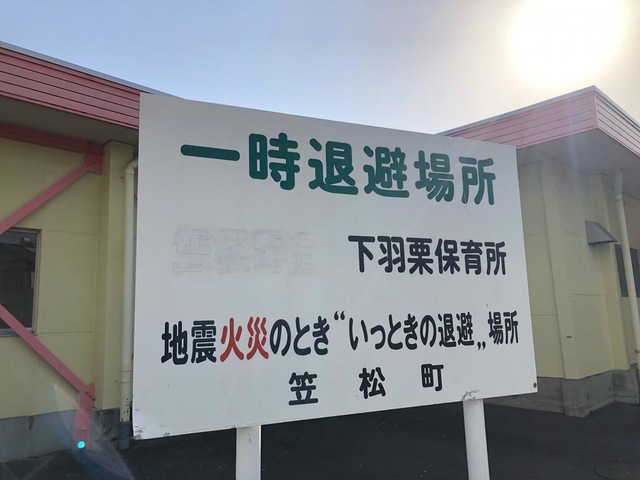 一時退避場所
下羽栗保育所
地震火災のとき“いっときの退避„場所
笠松町